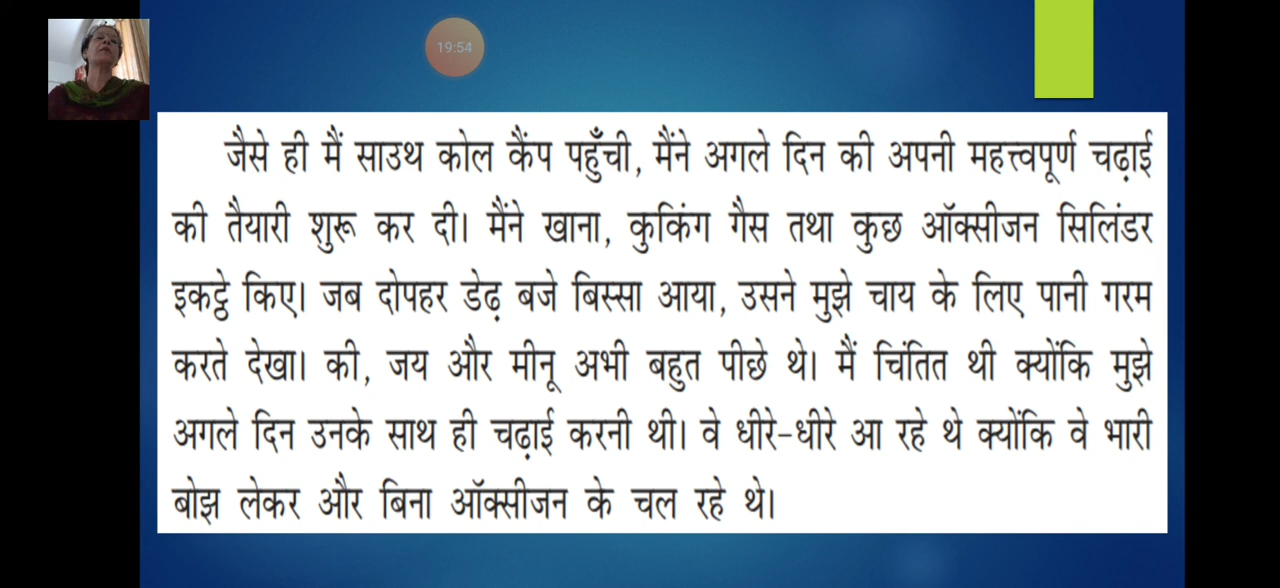 19:54
जैसे ही मैं साउथ कोल कैंप पहुँची, मैंने अगले दिन की अपनी महत्त्वपूर्ण चढ़ाई
की तैयारी शुरू कर दी। मैंने खाना, कुकिंग गैस तथा कुछ ऑक्सीजन सिलिंडर
इकट्ठे किए। जब दोपहर डेढ़ बजे बिस्सा आया, उसने मुझे चाय के लिए पानी गरम
करते देखा। की, जय और मीनू अभी बहुत पीछे थे। मैं चिंतित थी क्योंकि मुझे
अगले दिन उनके साथ ही चढ़ाई करनी थी। वे धीरे-धीरे आ रहे थे क्योंकि वे भारी
बोझ लेकर और बिना ऑक्सीजन के चल रहे थे।